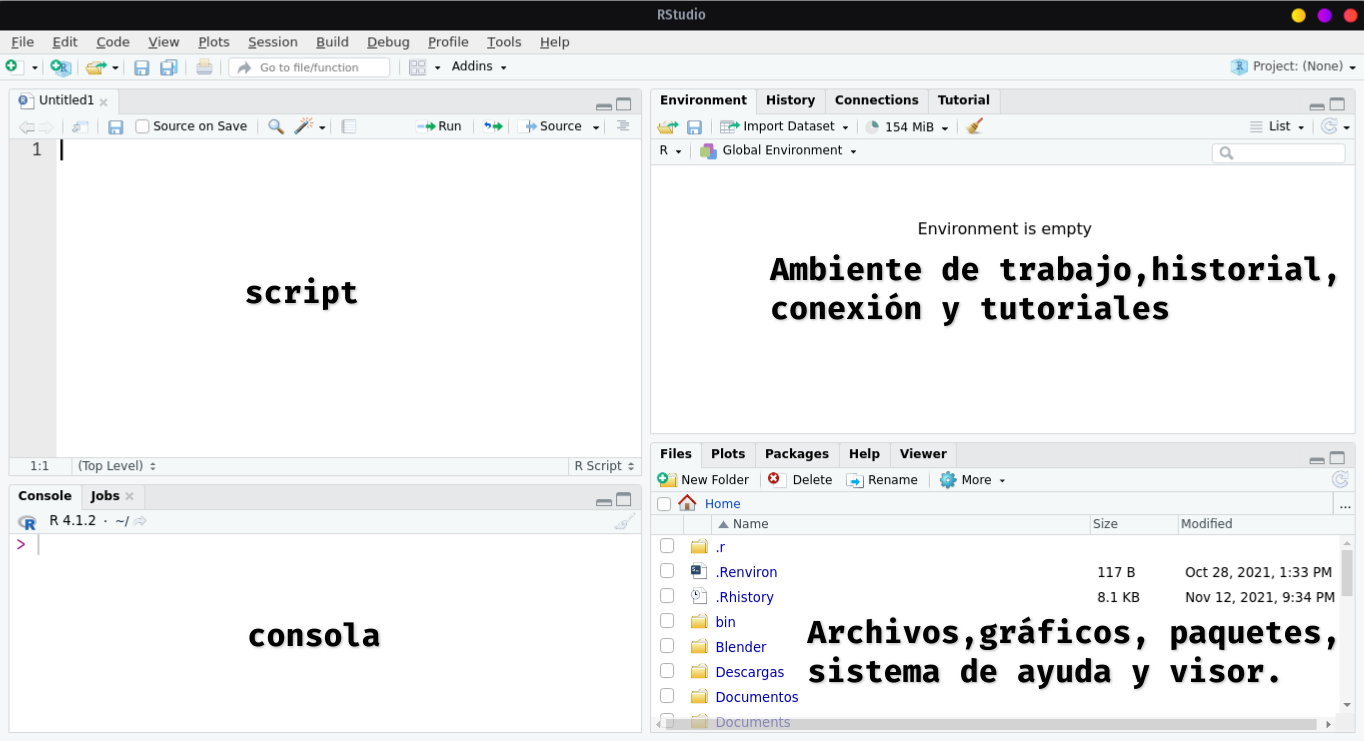 RStudio
File Edit Code View Plots Session Build Debug Profile Tools Help
Go to file/function Addins Project: (None)
Untitled1
Source on Save Run Source
1
script
1:1 (Top Level) R Script
Console Jobs
R 4.1.2 · ~/
>
consola
Environment History Connections Tutorial
Import Dataset 154 MiB List
R Global Environment
Environment is empty
Ambiente de trabajo,historial,
conexión y tutoriales
Files Plots Packages Help Viewer
New Folder Delete Rename More
Home ...
Name Size Modified
.r
.Renviron 117 B Oct 28, 2021, 1:33 PM
.Rhistory 8.1 KB Nov 12, 2021, 9:34 PM
bin
Blender
Descargas
Documentos
Documents
Archivos,gráficos, paquetes,
sistema de ayuda y visor.